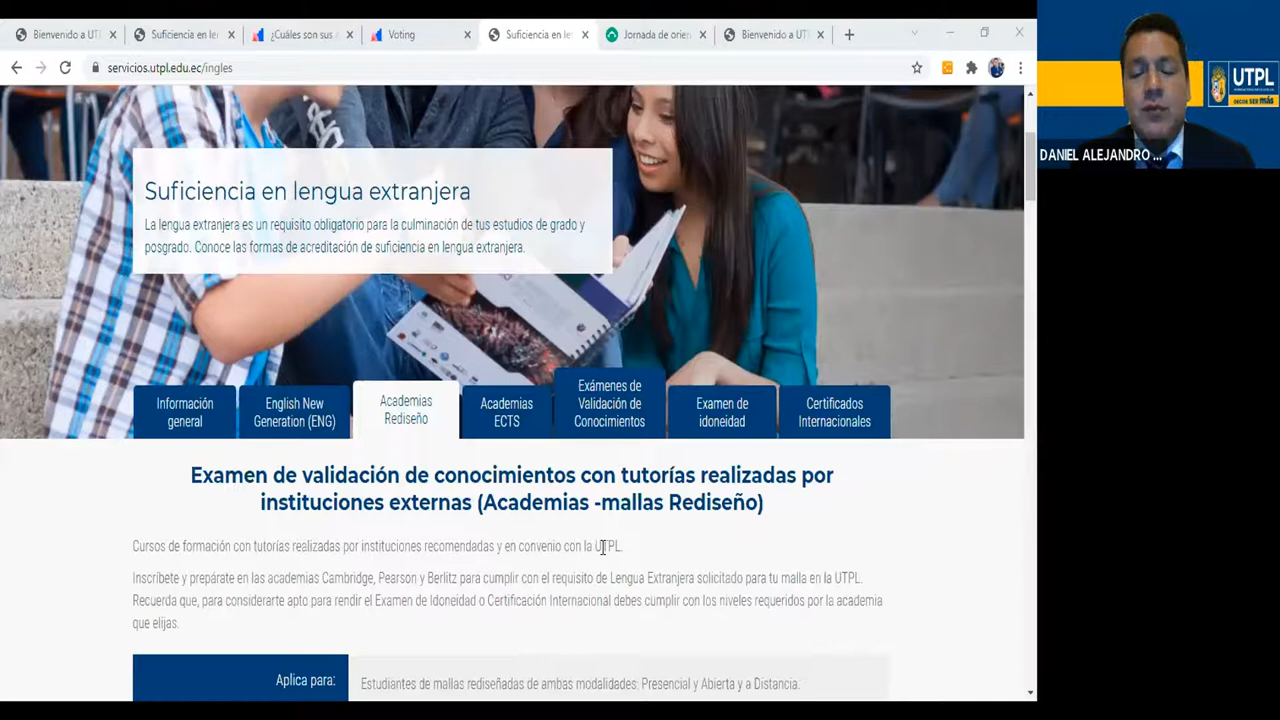 Bienvenido a UT
Suficiencia en le
¿Cuáles son sus
Voting
Suficiencia en le
Jornada de orie
Bienvenido a UT
servicios.utpl.edu.ec/ingles
UTPL
DECIDE SER MÁS
DANIEL ALEJANDRO ...
Suficiencia en lengua extranjera
La lengua extranjera es un requisito obligatorio para la culminación de tus estudios de grado y
posgrado. Conoce las formas de acreditación de suficiencia en lengua extranjera.
Información
general
English New
Generation (ENG)
Academias
Rediseño
Academias
ECTS
Exámenes de
Validación de
Conocimientos
Examen de
idoneidad
Certificados
Internacionales
Examen de validación de conocimientos con tutorías realizadas por
instituciones externas (Academias -mallas Rediseño)
Cursos de formación con tutorías realizadas por instituciones recomendadas y en convenio con la UTPL.
Inscríbete y prepárate en las academias Cambridge, Pearson y Berlitz para cumplir con el requisito de Lengua Extranjera solicitado para tu malla en la UTPL.
Recuerda que, para considerarte apto para rendir el Examen de Idoneidad o Certificación Internacional debes cumplir con los niveles requeridos por la academia
que elijas.
Aplica para:
Estudiantes de mallas rediseñadas de ambas modalidades: Presencial y Abierta y a Distancia.